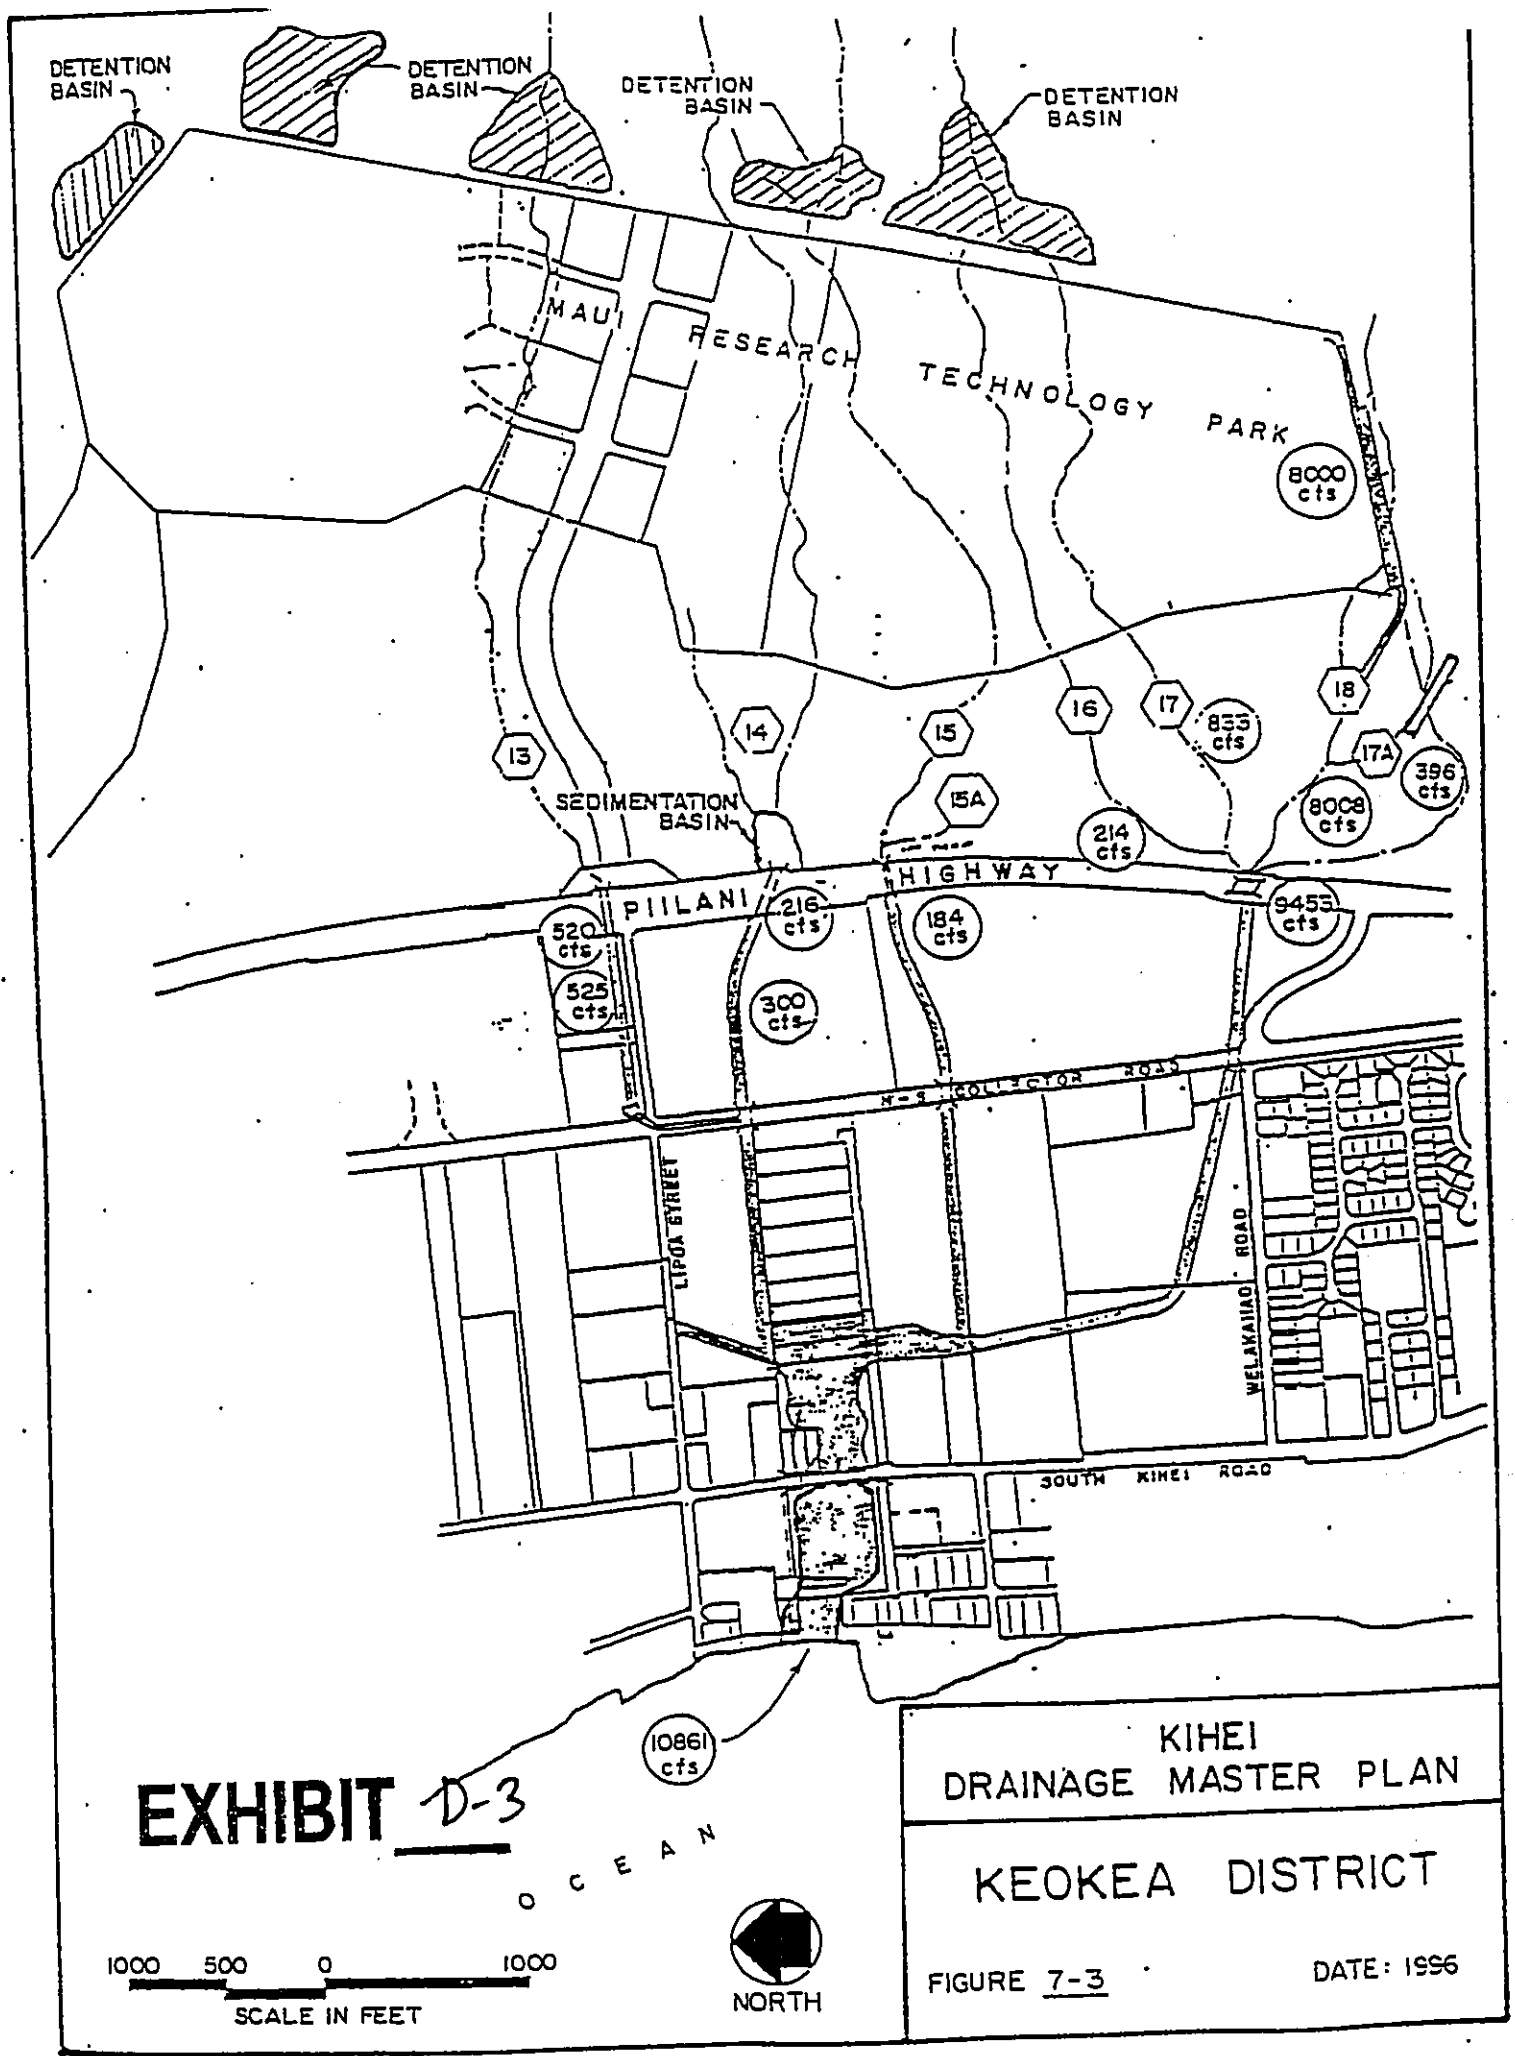 DETENTION
BASIN
DETENTION
BASIN
DETENTION
BASIN
DETENTION
BASIN
MAUI RESEARCH TECHNOLOGY PARK
8000
cfs
13
14
15
16
17
833
cfs
18
17A
396
cfs
SEDIMENTATION
BASIN
15A
214
cfs
8008
cfs
PIILANI HIGHWAY
520
cfs
216
cfs
184
cfs
9453
cfs
525
cfs
300
cfs
N-S COLLECTOR ROAD
LIPOA STREET
WELAKAHAO ROAD
SOUTH KIHEI ROAD
10861
cfs
OCEAN
EXHIBIT D-3
1000 500 0 1000
SCALE IN FEET
NORTH
KIHEI
DRAINAGE MASTER PLAN
KEOKEA DISTRICT
FIGURE 7-3
DATE: 1996